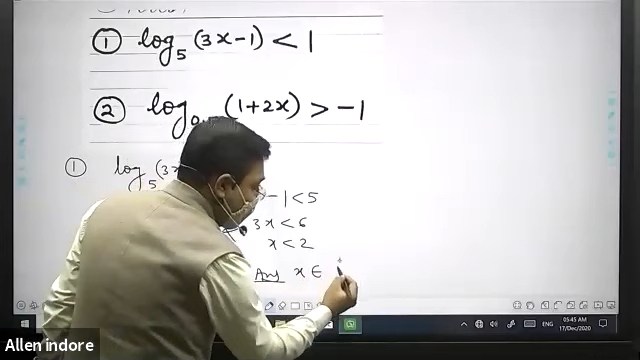 ① log₅ (3x−1) < 1
② log₀. (1+2x) > −1
① log₅ (3x
−1 < 5
3x < 6
x < 2
Ans x ∈
ENG
05:45 AM
17/Dec/2020
Allen indore